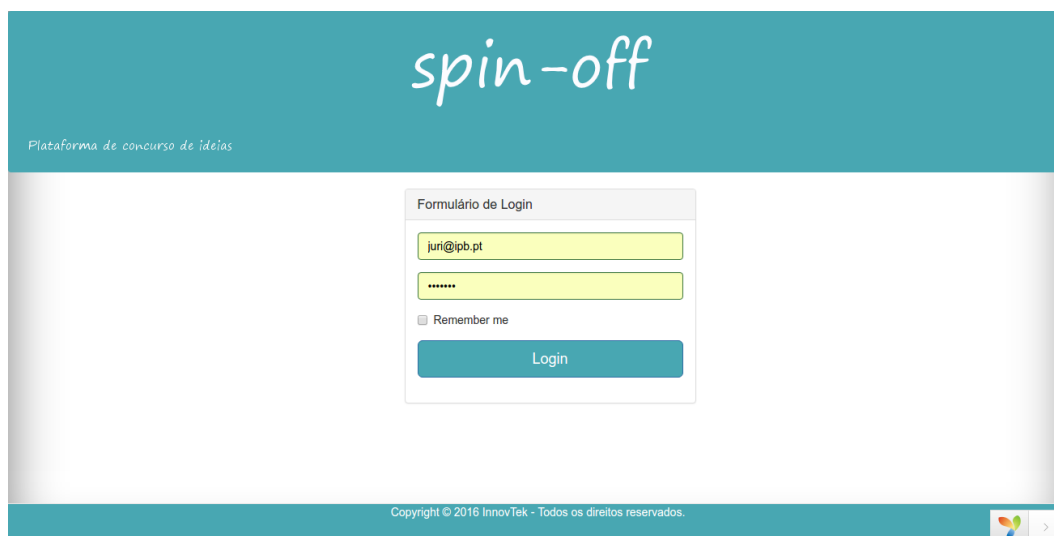 spin-off
Plataforma de concurso de ideias
Formulário de Login
juri@ipb.pt
•••••••
Remember me
Login
Copyright © 2016 InnovTek - Todos os direitos reservados.